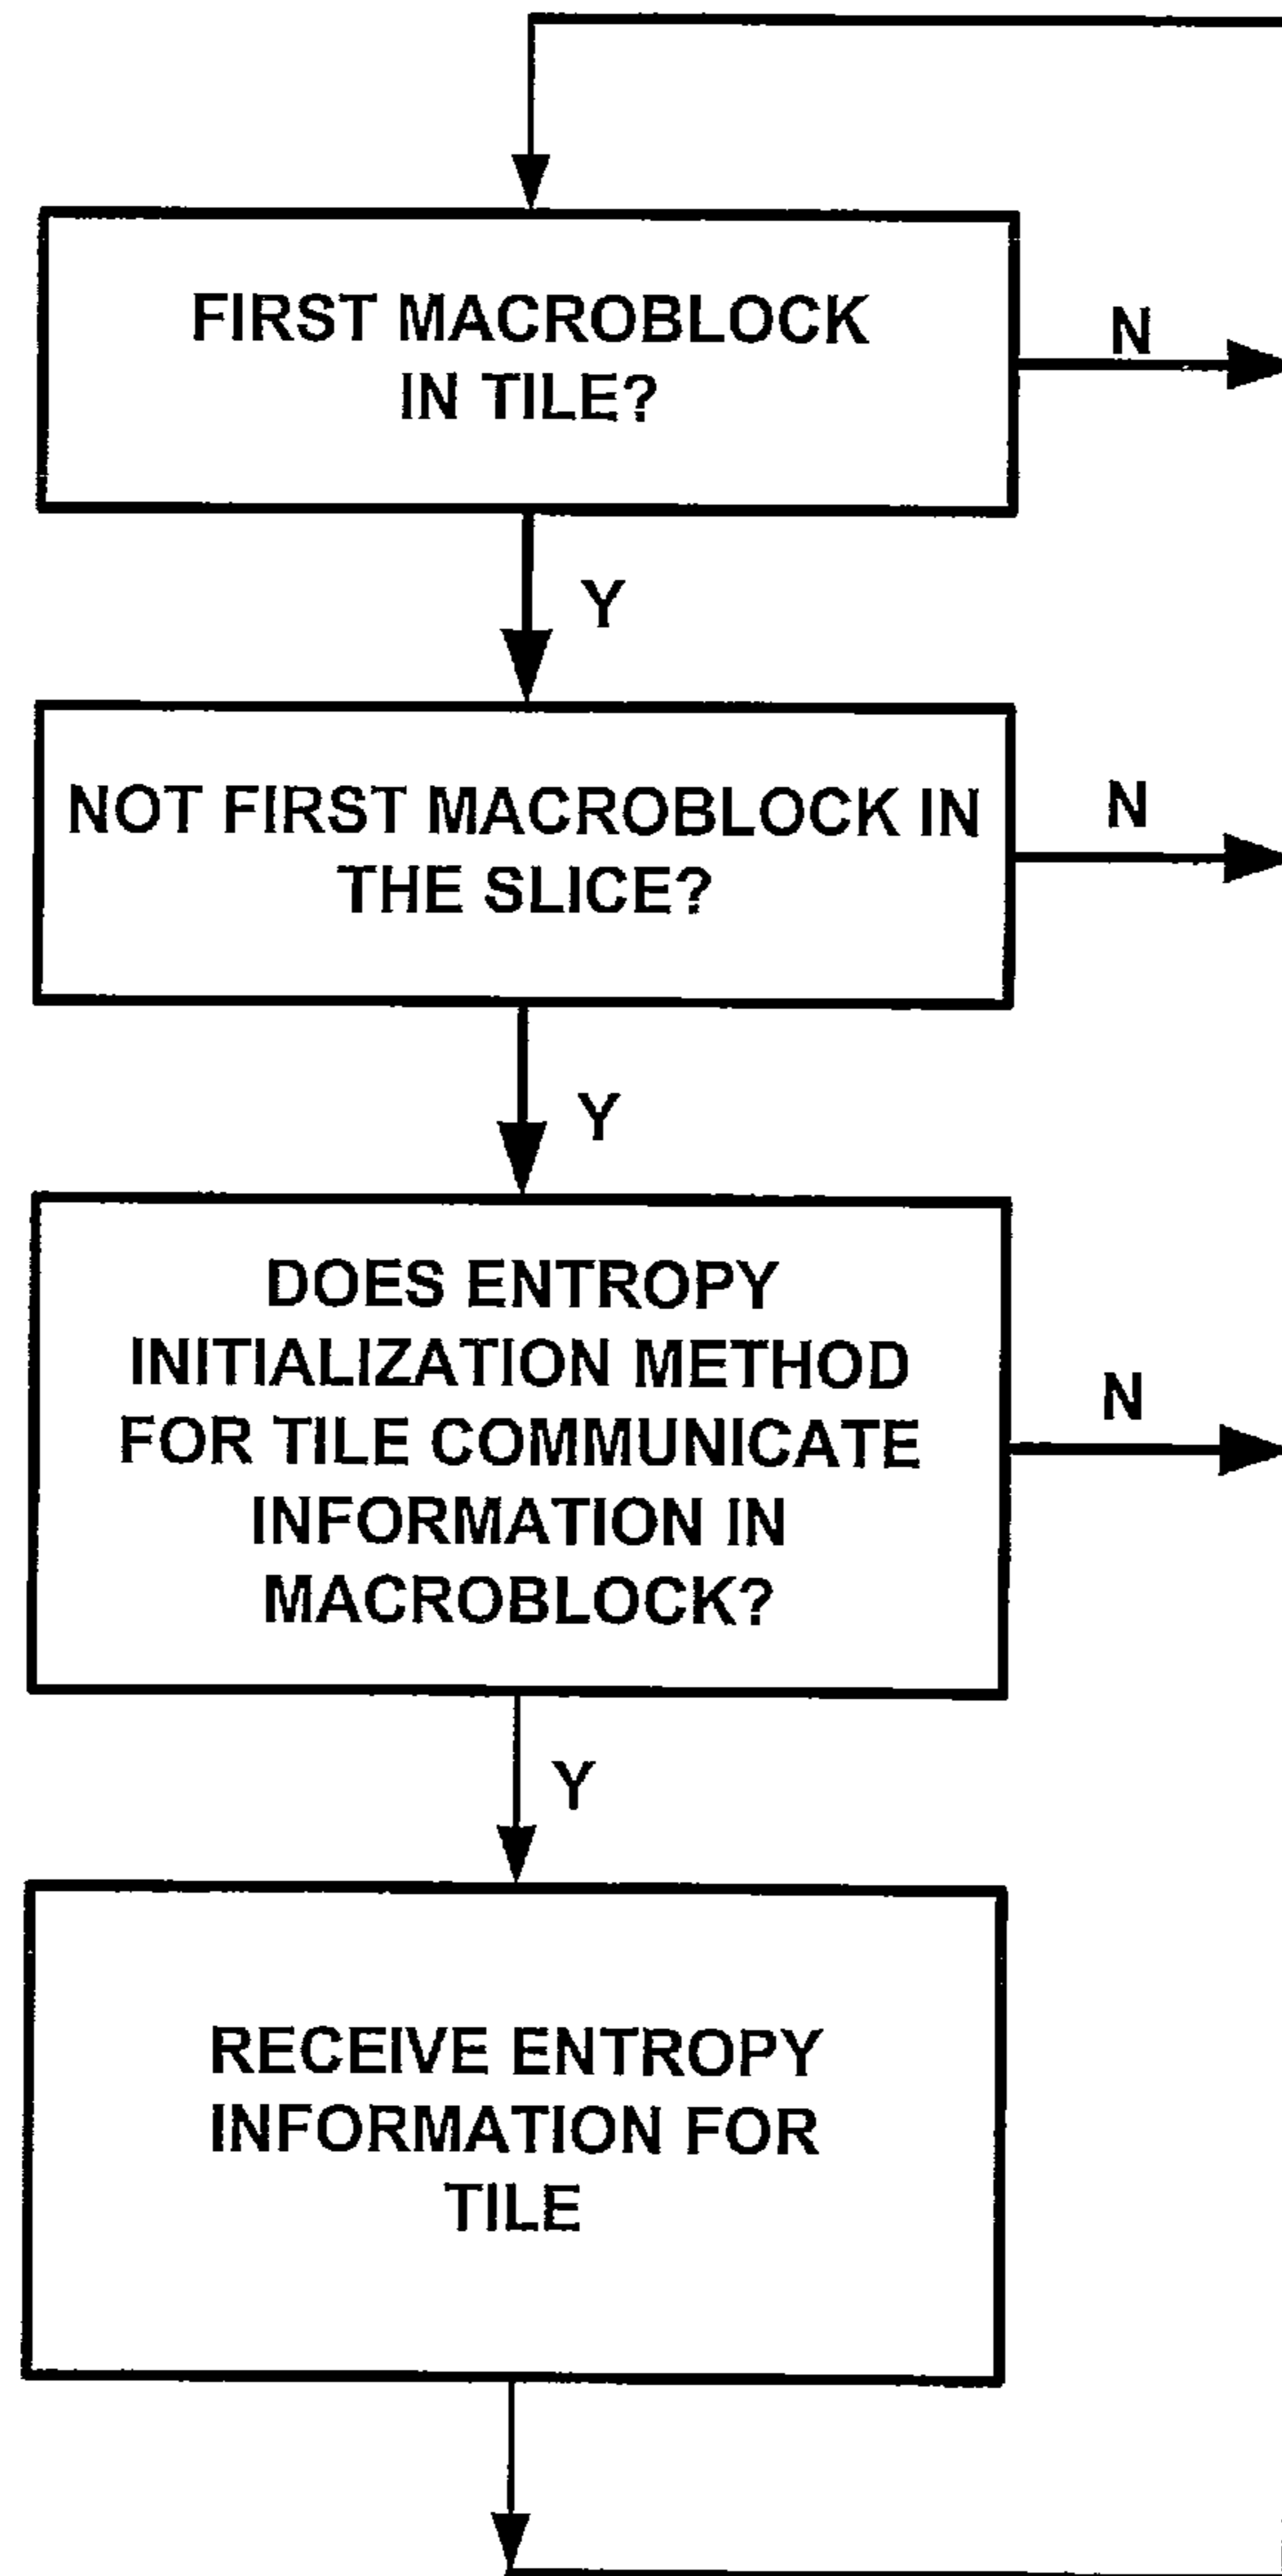 FIRST MACROBLOCK
IN TILE?
N
Y
NOT FIRST MACROBLOCK IN
THE SLICE?
N
Y
DOES ENTROPY
INITIALIZATION METHOD
FOR TILE COMMUNICATE
INFORMATION IN
MACROBLOCK?
N
Y
RECEIVE ENTROPY
INFORMATION FOR
TILE